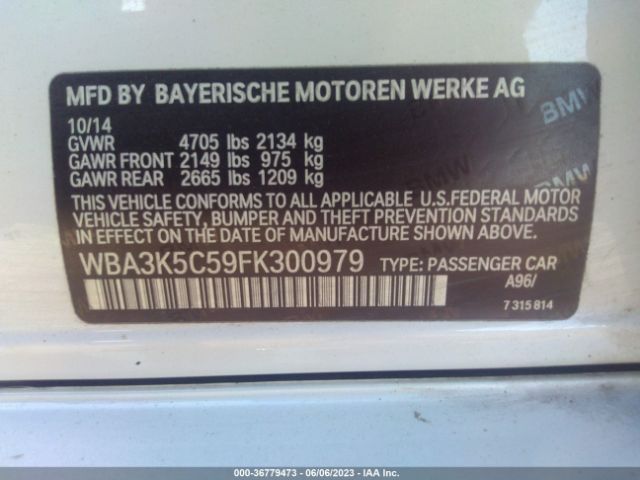 MFD BY BAYERISCHE MOTOREN WERKE AG
10/14
GVWR 4705 lbs 2134 kg
GAWR FRONT 2149 lbs 975 kg
GAWR REAR 2665 lbs 1209 kg
THIS VEHICLE CONFORMS TO ALL APPLICABLE U.S.FEDERAL MOTOR
VEHICLE SAFETY, BUMPER AND THEFT PREVENTION STANDARDS
IN EFFECT ON THE DATE OF MANUFACTURE SHOWN ABOVE.
WBA3K5C59FK300979 TYPE: PASSENGER CAR
A96/
7 315 814
BMW
BMW
BMW
000-36779473 - 06/06/2023 - IAA Inc.